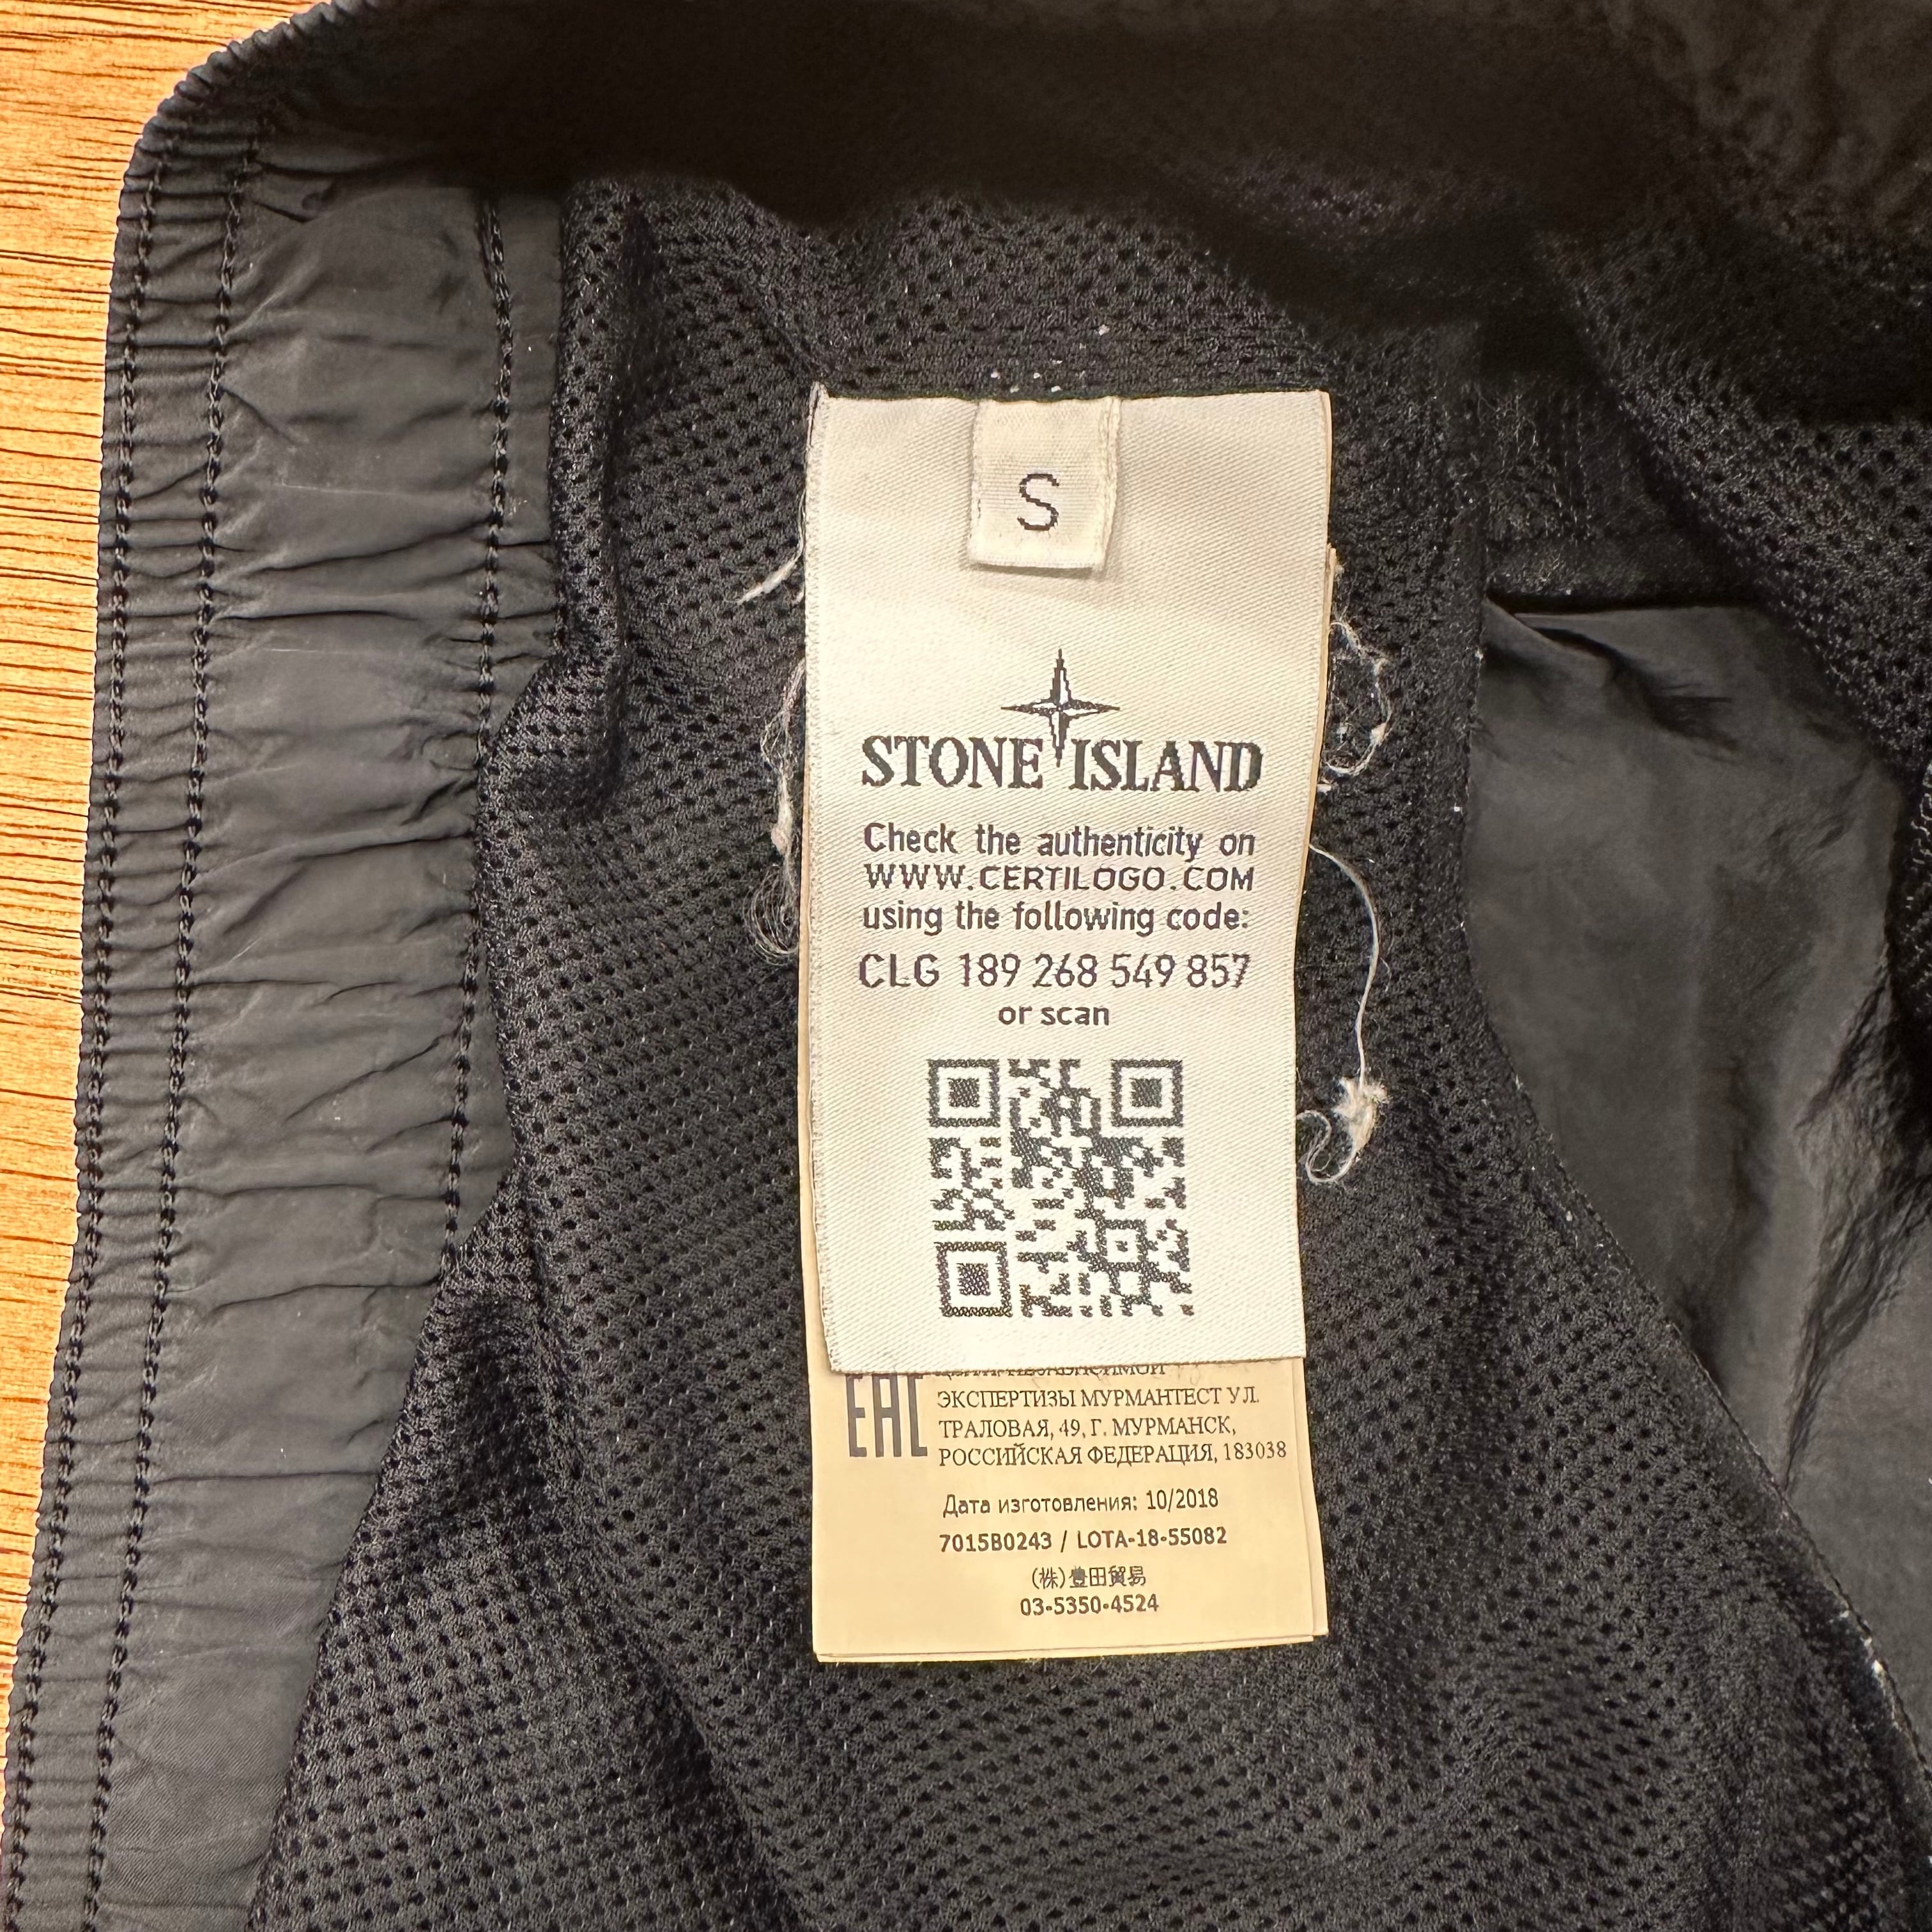 S
STONE ISLAND
Check the authenticity on
WWW.CERTILOGO.COM
using the following code:
CLG 189 268 549 857
or scan
EAC
ЭКСПЕРТИЗЫ МУРМАНТЕСТ УЛ.
ТРАЛОВАЯ, 49, Г. МУРМАНСК,
РОССИЙСКАЯ ФЕДЕРАЦИЯ, 183038
Дата изготовления: 10/2018
7015B0243 / LOTA-18-55082
(株)豊田貿易
03-5350-4524